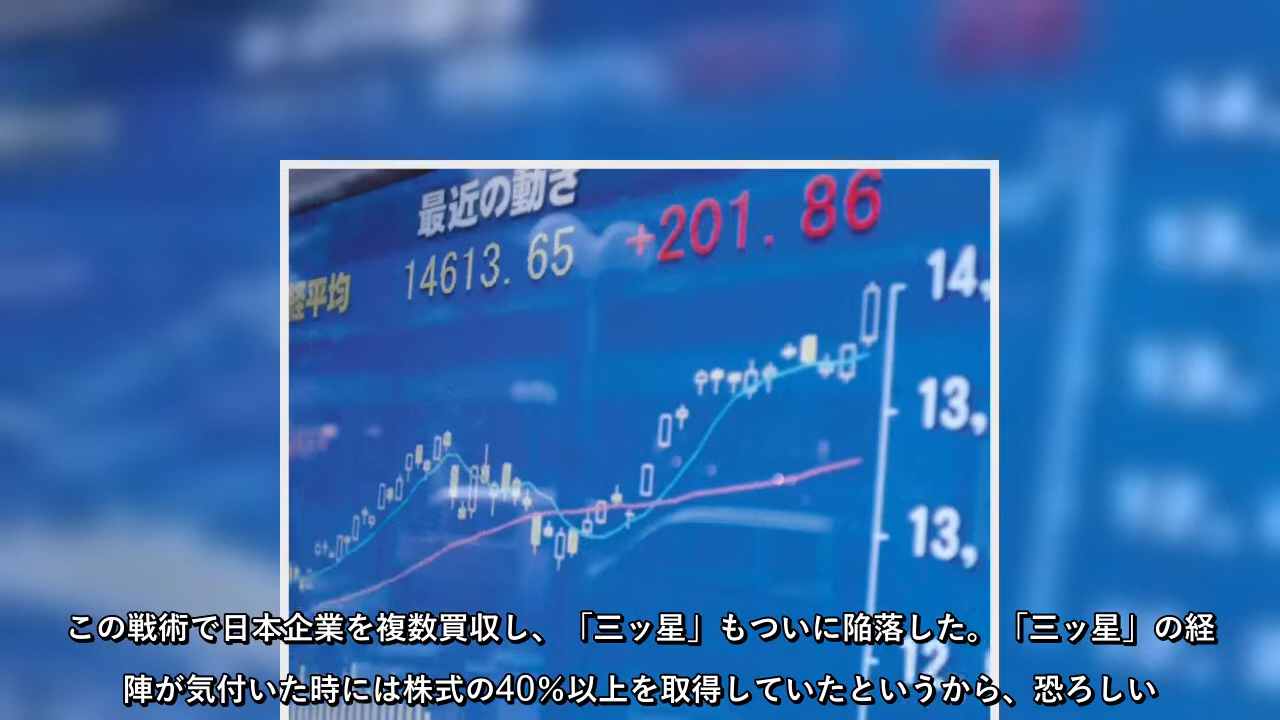 最近の動き
経平均 14613.65 +201.86
14,
13,
13,
12,
この戦術で日本企業を複数買収し、「三ッ星」もついに陥落した。「三ッ星」の経
陣が気付いた時には株式の40%以上を取得していたというから、恐ろしい